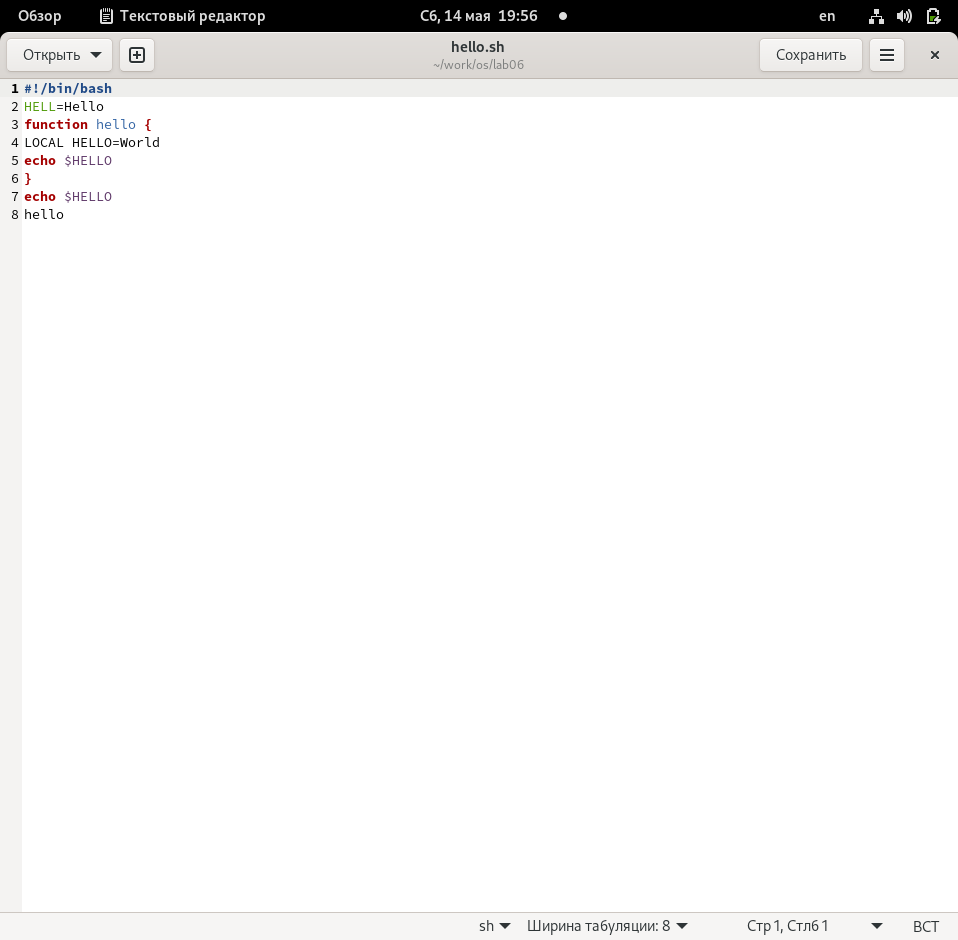 Обзор Текстовый редактор Сб, 14 мая 19:56 en
Открыть hello.sh Сохранить
~/work/os/lab06
1 #!/bin/bash
2 HELL=Hello
3 function hello {
4 LOCAL HELLO=World
5 echo $HELLO
6 }
7 echo $HELLO
8 hello
sh Ширина табуляции: 8 Стр 1, Стлб 1 ВСТ